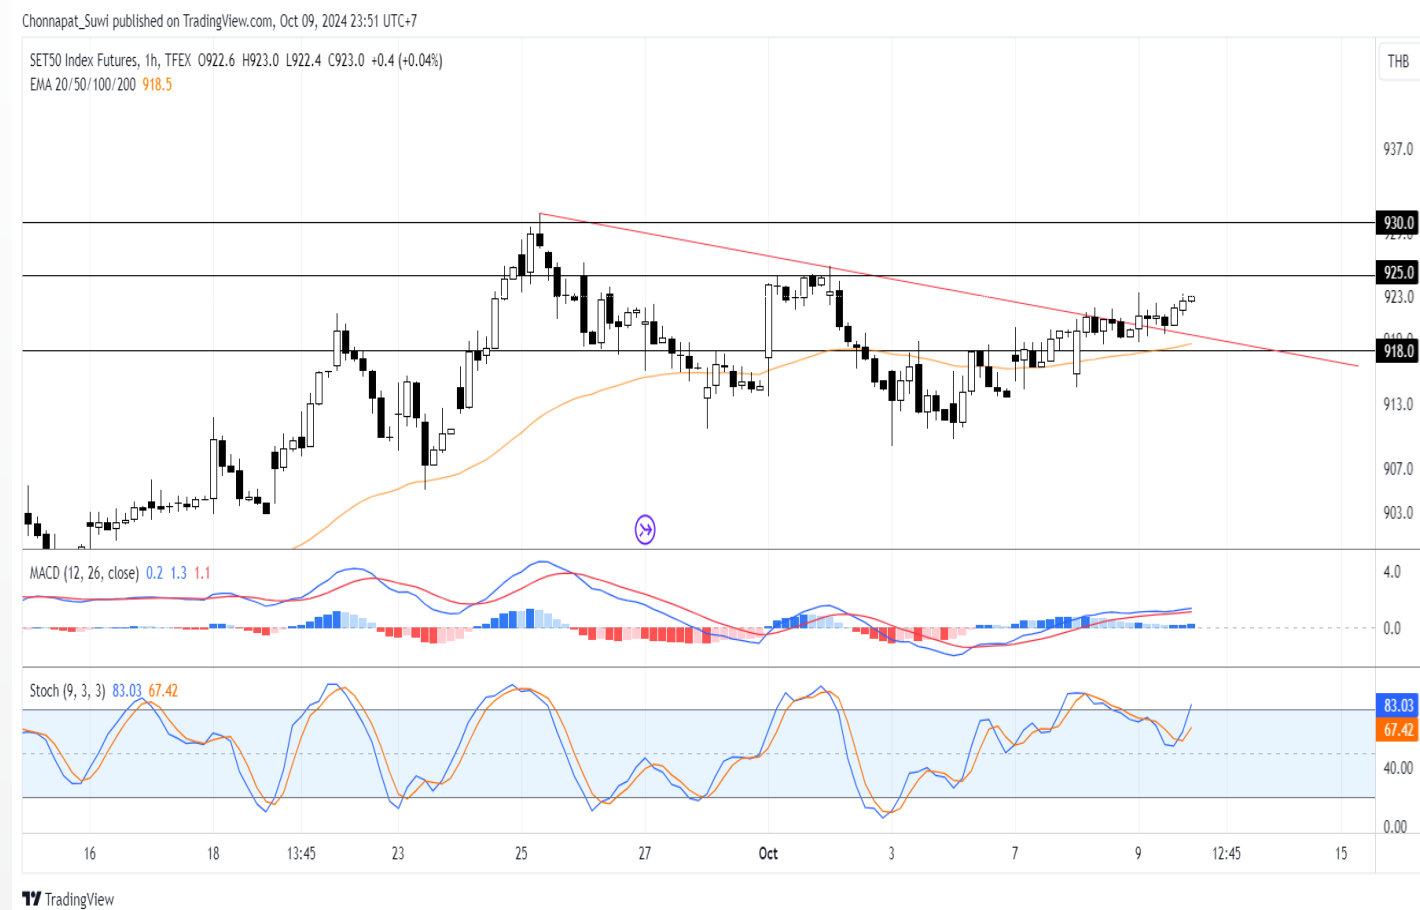 Chonnapat_Suwi published on TradingView.com, Oct 09, 2024 23:51 UTC+7
SET50 Index Futures, 1h, TFEX O922.6 H923.0 L922.4 C923.0 +0.4 (+0.04%)
THB
EMA 20/50/100/200 918.5
937.0
930.0
925.0
923.0
918.0
913.0
907.0
903.0
MACD (12, 26, close) 0.2 1.3 1.1
4.0
0.0
Stoch (9, 3, 3) 83.03 67.42
83.03
67.42
40.00
0.00
16 18 13:45 23 25 27 Oct 3 7 9 12:45 15
TradingView